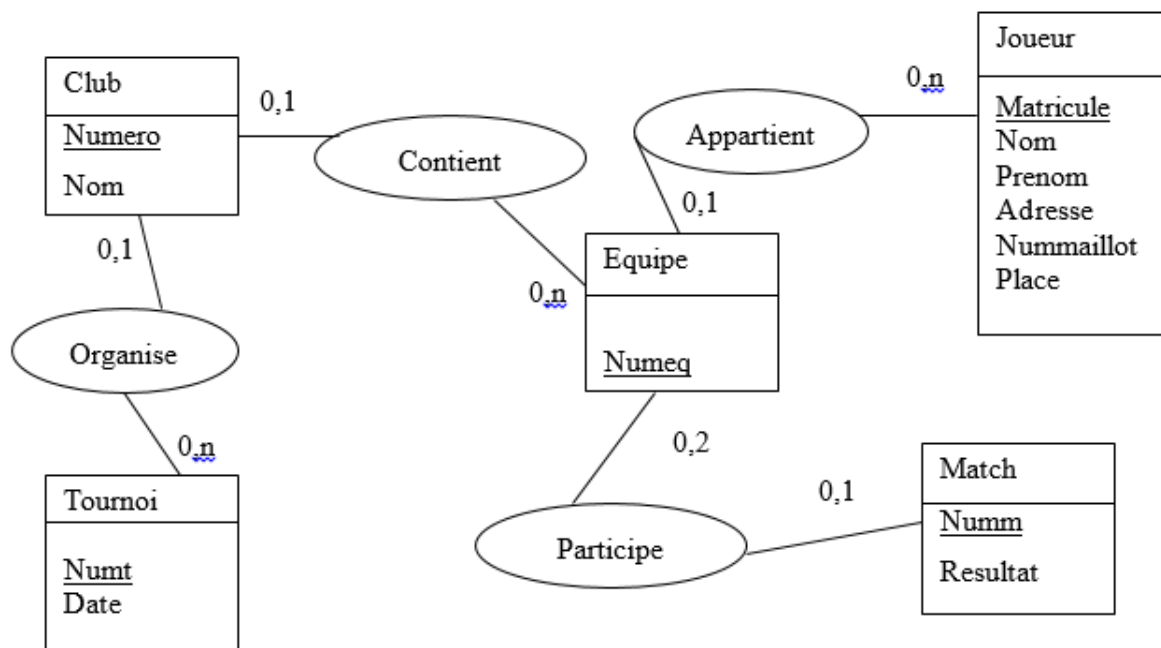 Club
Numero
Nom
0,1
Contient
0,n
0,1
Organise
0,n
Tournoi
Numt
Date
Equipe
Numeq
0,1
Appartient
0,n
Joueur
Matricule
Nom
Prenom
Adresse
Nummaillot
Place
0,2
Participe
0,1
Match
Numm
Resultat